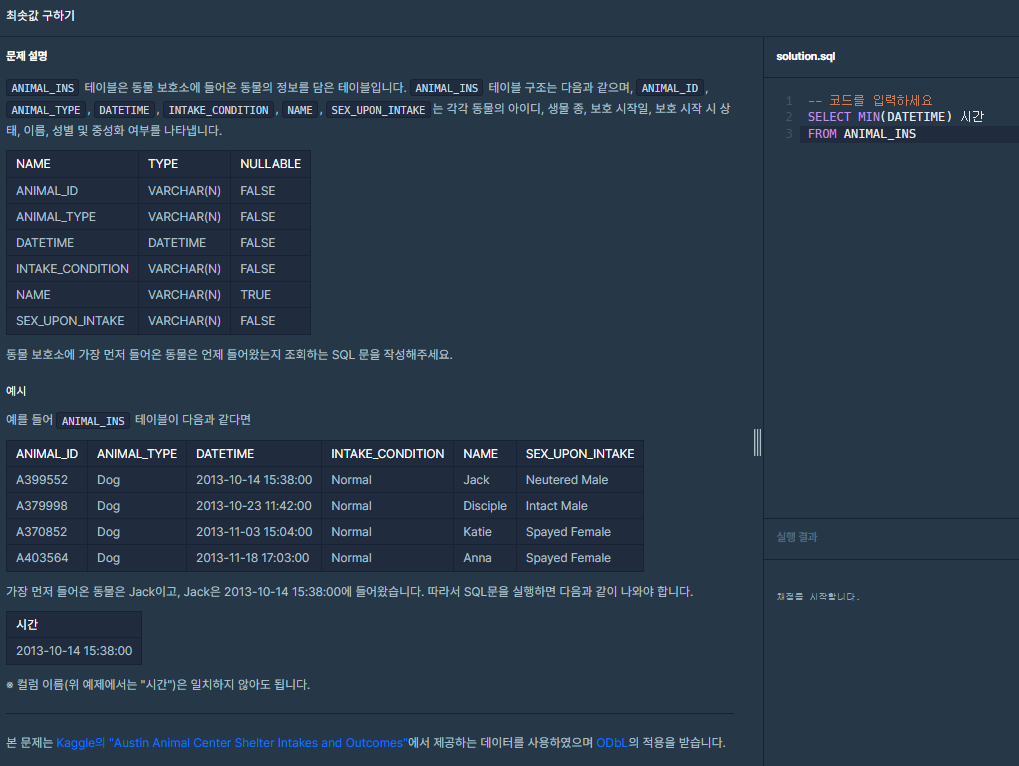 최솟값 구하기
문제 설명
ANIMAL_INS 테이블은 동물 보호소에 들어온 동물의 정보를 담은 테이블입니다. ANIMAL_INS 테이블 구조는 다음과 같으며, ANIMAL_ID ,
ANIMAL_TYPE , DATETIME , INTAKE_CONDITION , NAME , SEX_UPON_INTAKE 는 각각 동물의 아이디, 생물 종, 보호 시작일, 보호 시작 시 상
태, 이름, 성별 및 중성화 여부를 나타냅니다.
NAME TYPE NULLABLE
ANIMAL_ID VARCHAR(N) FALSE
ANIMAL_TYPE VARCHAR(N) FALSE
DATETIME DATETIME FALSE
INTAKE_CONDITION VARCHAR(N) FALSE
NAME VARCHAR(N) TRUE
SEX_UPON_INTAKE VARCHAR(N) FALSE
동물 보호소에 가장 먼저 들어온 동물은 언제 들어왔는지 조회하는 SQL 문을 작성해주세요.
예시
예를 들어 ANIMAL_INS 테이블이 다음과 같다면
ANIMAL_ID ANIMAL_TYPE DATETIME INTAKE_CONDITION NAME SEX_UPON_INTAKE
A399552 Dog 2013-10-14 15:38:00 Normal Jack Neutered Male
A379998 Dog 2013-10-23 11:42:00 Normal Disciple Intact Male
A370852 Dog 2013-11-03 15:04:00 Normal Katie Spayed Female
A403564 Dog 2013-11-18 17:03:00 Normal Anna Spayed Female
가장 먼저 들어온 동물은 Jack이고, Jack은 2013-10-14 15:38:00에 들어왔습니다. 따라서 SQL문을 실행하면 다음과 같이 나와야 합니다.
시간
2013-10-14 15:38:00
※ 컬럼 이름(위 예제에서는 "시간")은 일치하지 않아도 됩니다.
본 문제는 Kaggle의 "Austin Animal Center Shelter Intakes and Outcomes"에서 제공하는 데이터를 사용하였으며 ODbL의 적용을 받습니다.
solution.sql
1 -- 코드를 입력하세요
2 SELECT MIN(DATETIME) 시간
3 FROM ANIMAL_INS
실행 결과
채점을 시작합니다.